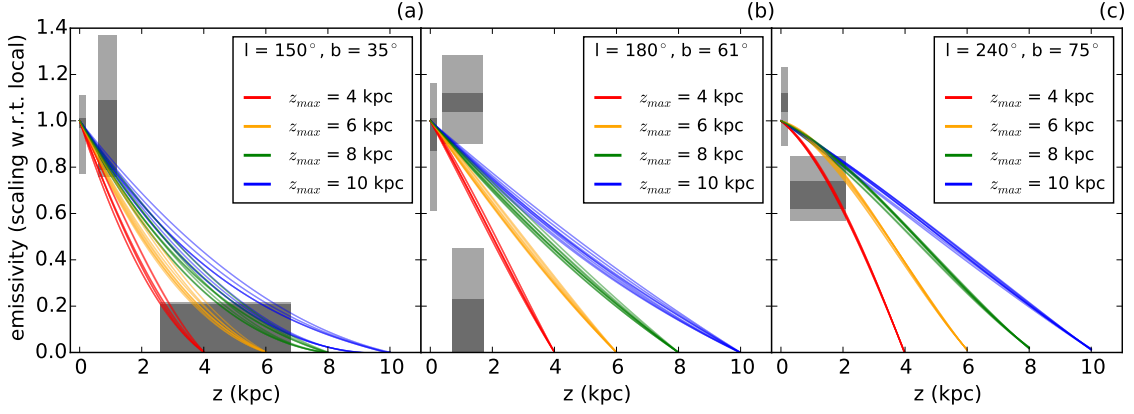 (a)
(b)
(c)
emissivity (scaling w.r.t. local)
1.4
1.2
1.0
0.8
0.6
0.4
0.2
0.0
l = 150°, b = 35°
z_max = 4 kpc
z_max = 6 kpc
z_max = 8 kpc
z_max = 10 kpc
l = 180°, b = 61°
z_max = 4 kpc
z_max = 6 kpc
z_max = 8 kpc
z_max = 10 kpc
l = 240°, b = 75°
z_max = 4 kpc
z_max = 6 kpc
z_max = 8 kpc
z_max = 10 kpc
0 2 4 6 8 10
0 2 4 6 8 10
0 2 4 6 8 10
z (kpc)
z (kpc)
z (kpc)